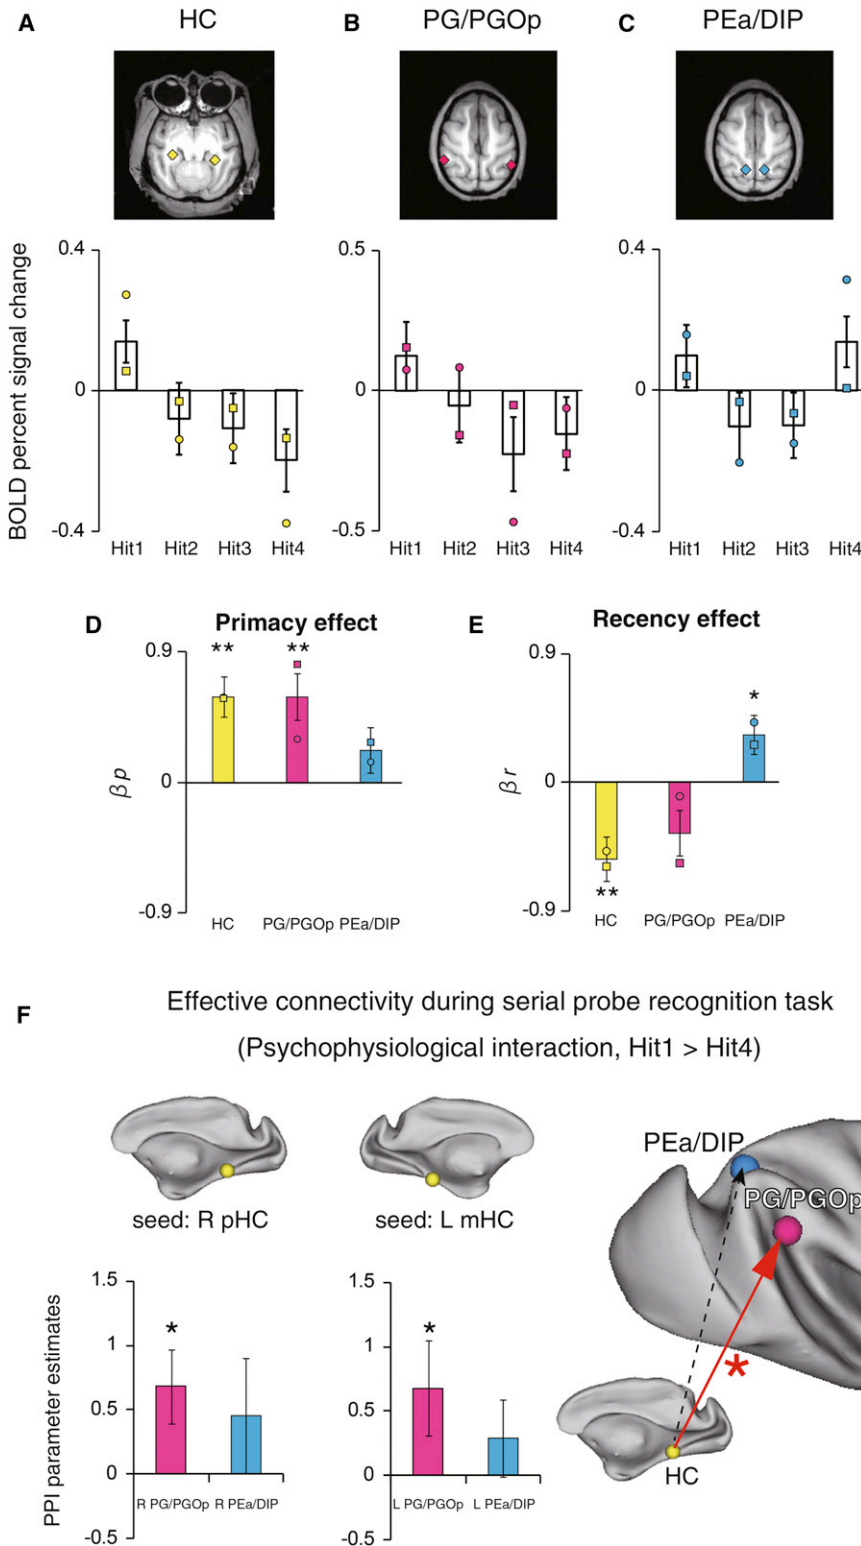 A HC B PG/PGOp C PEa/DIP
BOLD percent signal change
0.4 0.5 0.4
0 0 0
-0.4 -0.5 -0.4
Hit1 Hit2 Hit3 Hit4 Hit1 Hit2 Hit3 Hit4 Hit1 Hit2 Hit3 Hit4
D Primacy effect E Recency effect
0.9 ** ** 0.9 *
βp 0 βr 0
-0.9 -0.9 **
HC PG/PGOp PEa/DIP HC PG/PGOp PEa/DIP
F Effective connectivity during serial probe recognition task
(Psychophysiological interaction, Hit1 > Hit4)
PEa/DIP
PG/PGOp
seed: R pHC seed: L mHC
PPI parameter estimates
1.5 1.5
1 * 1 *
0.5 0.5
0 0
-0.5 -0.5
R PG/PGOp R PEa/DIP L PG/PGOp L PEa/DIP
*
HC